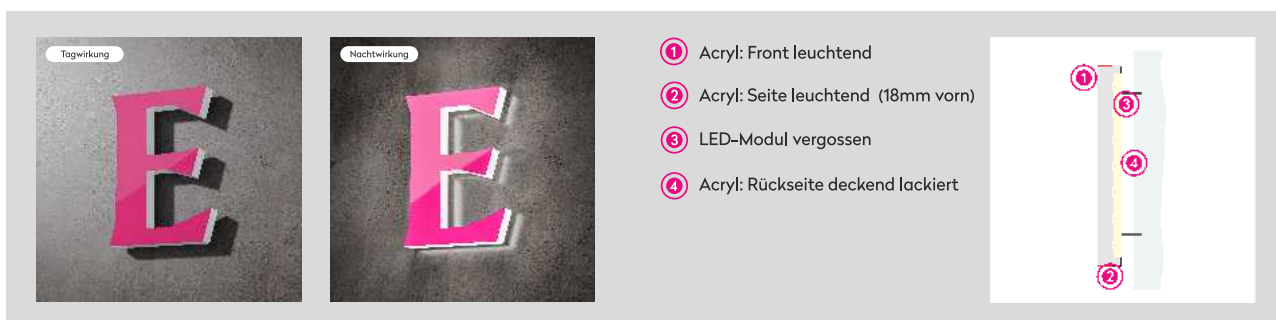 Tagwirkung
E
Nachtwirkung
E
1 Acryl: Front leuchtend
2 Acryl: Seite leuchtend (18mm vorn)
3 LED-Modul vergossen
4 Acryl: Rückseite deckend lackiert
1
3
4
2